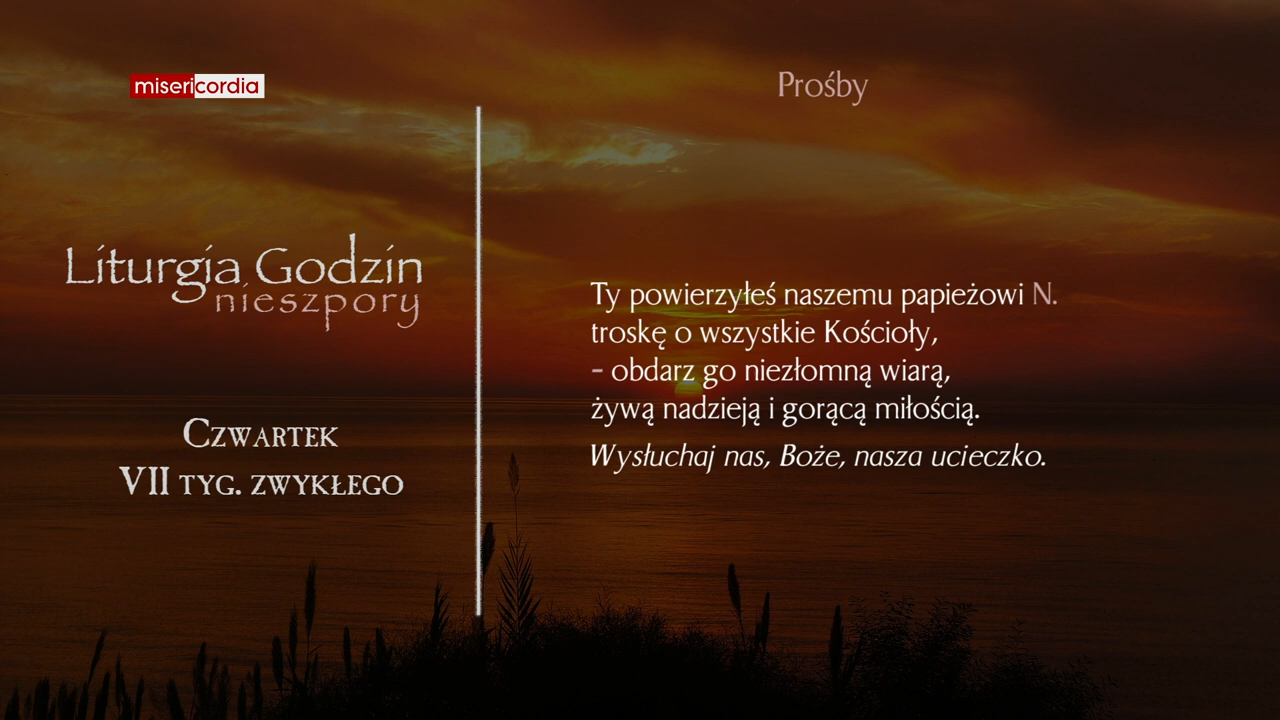 misericordia
Prośby
Liturgia Godzin
nieszpory
Czwartek
VII tyg. zwykłego
Ty powierzyłeś naszemu papieżowi N.
troskę o wszystkie Kościoły,
- obdarz go niezłomną wiarą,
żywą nadzieją i gorącą miłością.
Wysłuchaj nas, Boże, nasza ucieczko.